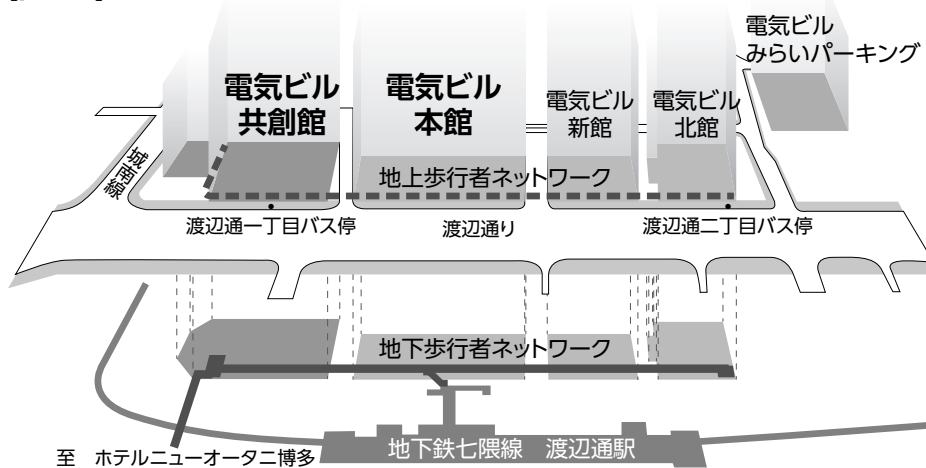 電気ビル
みらいパーキング
電気ビル
共創館
電気ビル
本館
電気ビル
新館
電気ビル
北館
城南線
地上歩行者ネットワーク
渡辺通一丁目バス停
渡辺通り
渡辺通二丁目バス停
地下歩行者ネットワーク
地下鉄七隈線 渡辺通駅
至 ホテルニューオータニ博多